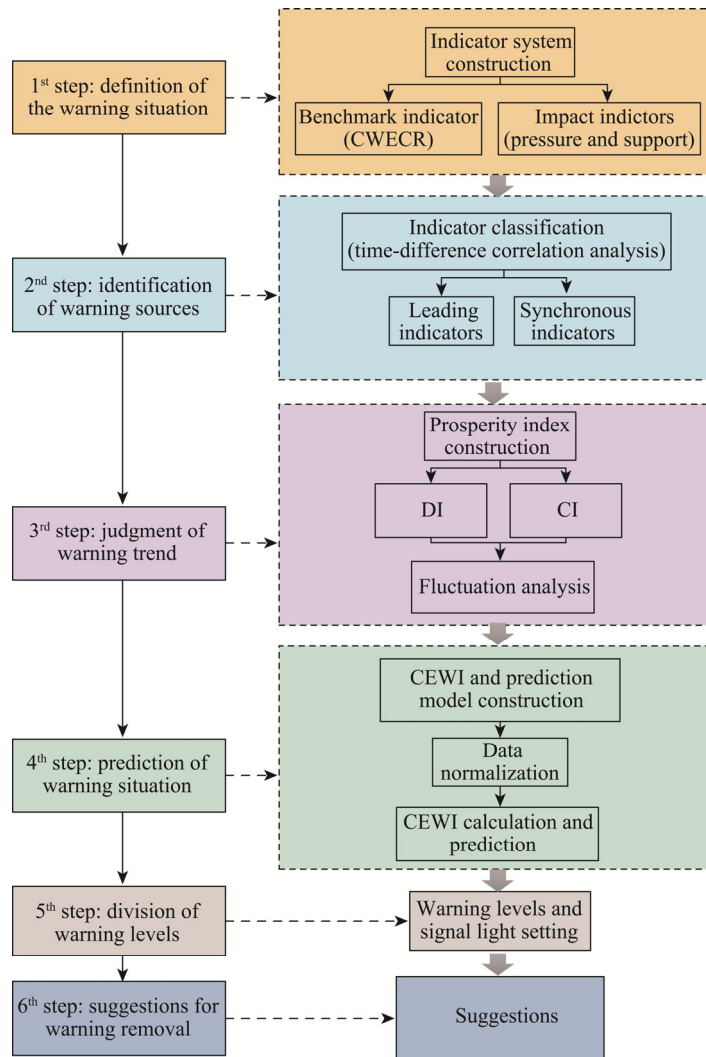 1st step: definition of
the warning situation
Indicator system
construction
Benchmark indicator
(CWECR)
Impact indictors
(pressure and support)
2nd step: identification
of warning sources
Indicator classification
(time-difference correlation analysis)
Leading
indicators
Synchronous
indicators
3rd step: judgment of
warning trend
Prosperity index
construction
DI
CI
Fluctuation analysis
4th step: prediction of
warning situation
CEWI and prediction
model construction
Data
normalization
CEWI calculation and
prediction
5th step: division of
warning levels
Warning levels and
signal light setting
6th step: suggestions for
warning removal
Suggestions